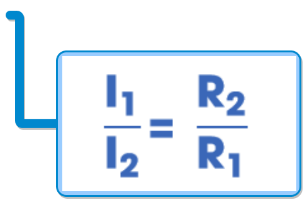 I₁/I₂ = R₂/R₁